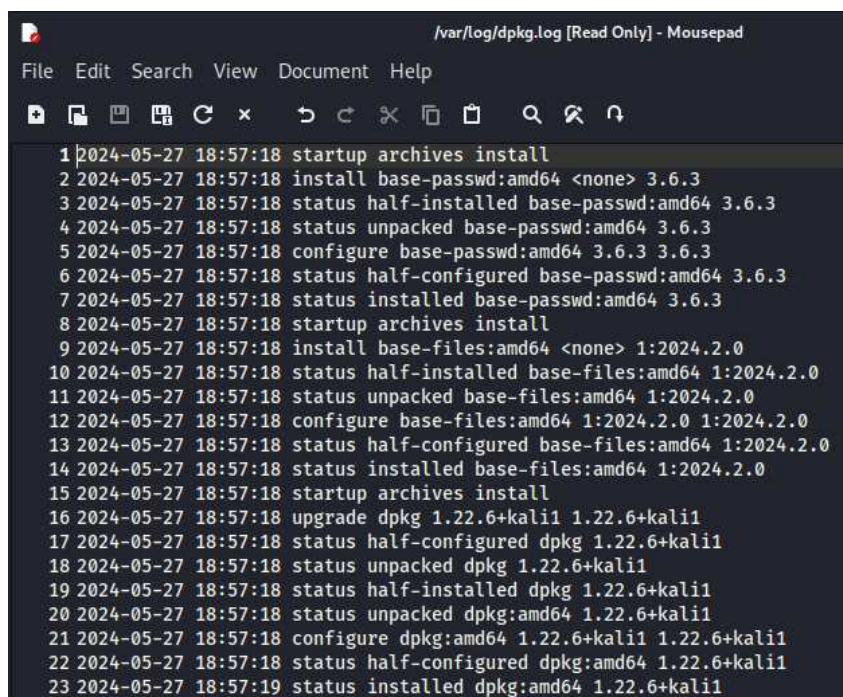 /var/log/dpkg.log [Read Only] - Mousepad
File Edit Search View Document Help
1 2024-05-27 18:57:18 startup archives install
2 2024-05-27 18:57:18 install base-passwd:amd64 <none> 3.6.3
3 2024-05-27 18:57:18 status half-installed base-passwd:amd64 3.6.3
4 2024-05-27 18:57:18 status unpacked base-passwd:amd64 3.6.3
5 2024-05-27 18:57:18 configure base-passwd:amd64 3.6.3 3.6.3
6 2024-05-27 18:57:18 status half-configured base-passwd:amd64 3.6.3
7 2024-05-27 18:57:18 status installed base-passwd:amd64 3.6.3
8 2024-05-27 18:57:18 startup archives install
9 2024-05-27 18:57:18 install base-files:amd64 <none> 1:2024.2.0
10 2024-05-27 18:57:18 status half-installed base-files:amd64 1:2024.2.0
11 2024-05-27 18:57:18 status unpacked base-files:amd64 1:2024.2.0
12 2024-05-27 18:57:18 configure base-files:amd64 1:2024.2.0 1:2024.2.0
13 2024-05-27 18:57:18 status half-configured base-files:amd64 1:2024.2.0
14 2024-05-27 18:57:18 status installed base-files:amd64 1:2024.2.0
15 2024-05-27 18:57:18 startup archives install
16 2024-05-27 18:57:18 upgrade dpkg 1.22.6+kali1 1.22.6+kali1
17 2024-05-27 18:57:18 status half-configured dpkg 1.22.6+kali1
18 2024-05-27 18:57:18 status unpacked dpkg 1.22.6+kali1
19 2024-05-27 18:57:18 status half-installed dpkg 1.22.6+kali1
20 2024-05-27 18:57:18 status unpacked dpkg:amd64 1.22.6+kali1
21 2024-05-27 18:57:18 configure dpkg:amd64 1.22.6+kali1 1.22.6+kali1
22 2024-05-27 18:57:18 status half-configured dpkg:amd64 1.22.6+kali1
23 2024-05-27 18:57:19 status installed dpkg:amd64 1.22.6+kali1